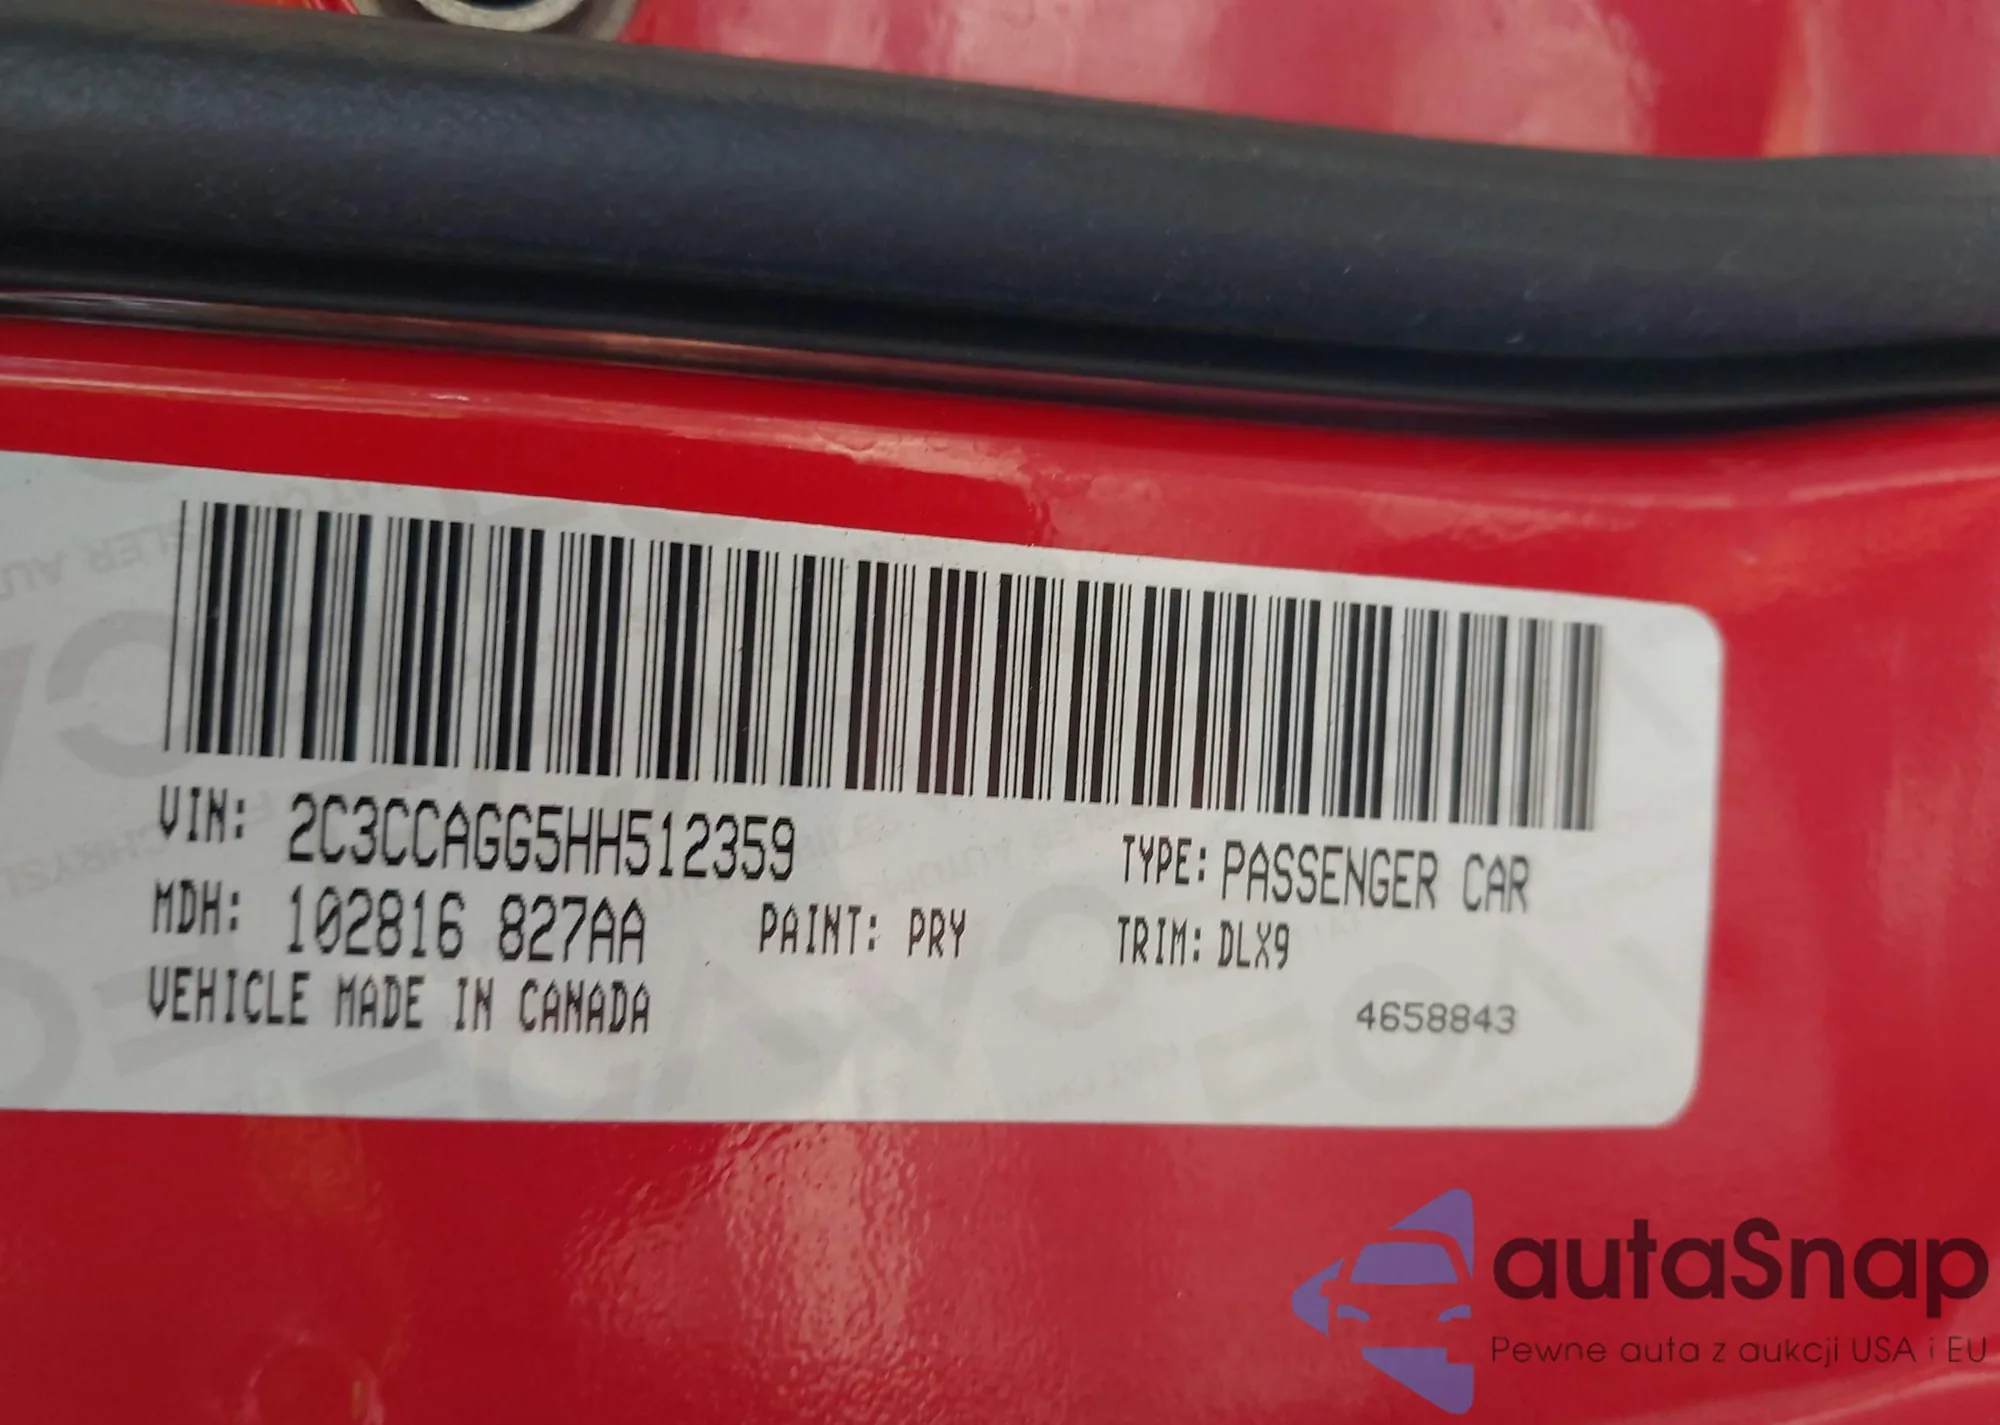 VIN: 2C3CCAGG5HH512359
TYPE: PASSENGER CAR
MDH: 102816 827AA PAINT: PRY TRIM: DLX9
VEHICLE MADE IN CANADA
4658843
autaSnap
Pewne auta z aukcji USA i EU